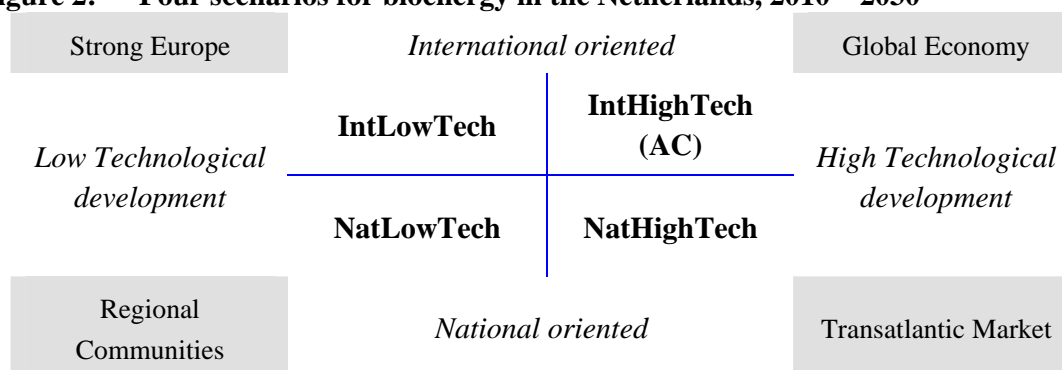 Figure 2: Four scenarios for bioenergy in the Netherlands, 2010 – 2030
Strong Europe
International oriented
Global Economy
IntLowTech
IntHighTech
(AC)
Low Technological
development
High Technological
development
NatLowTech
NatHighTech
Regional
Communities
National oriented
Transatlantic Market